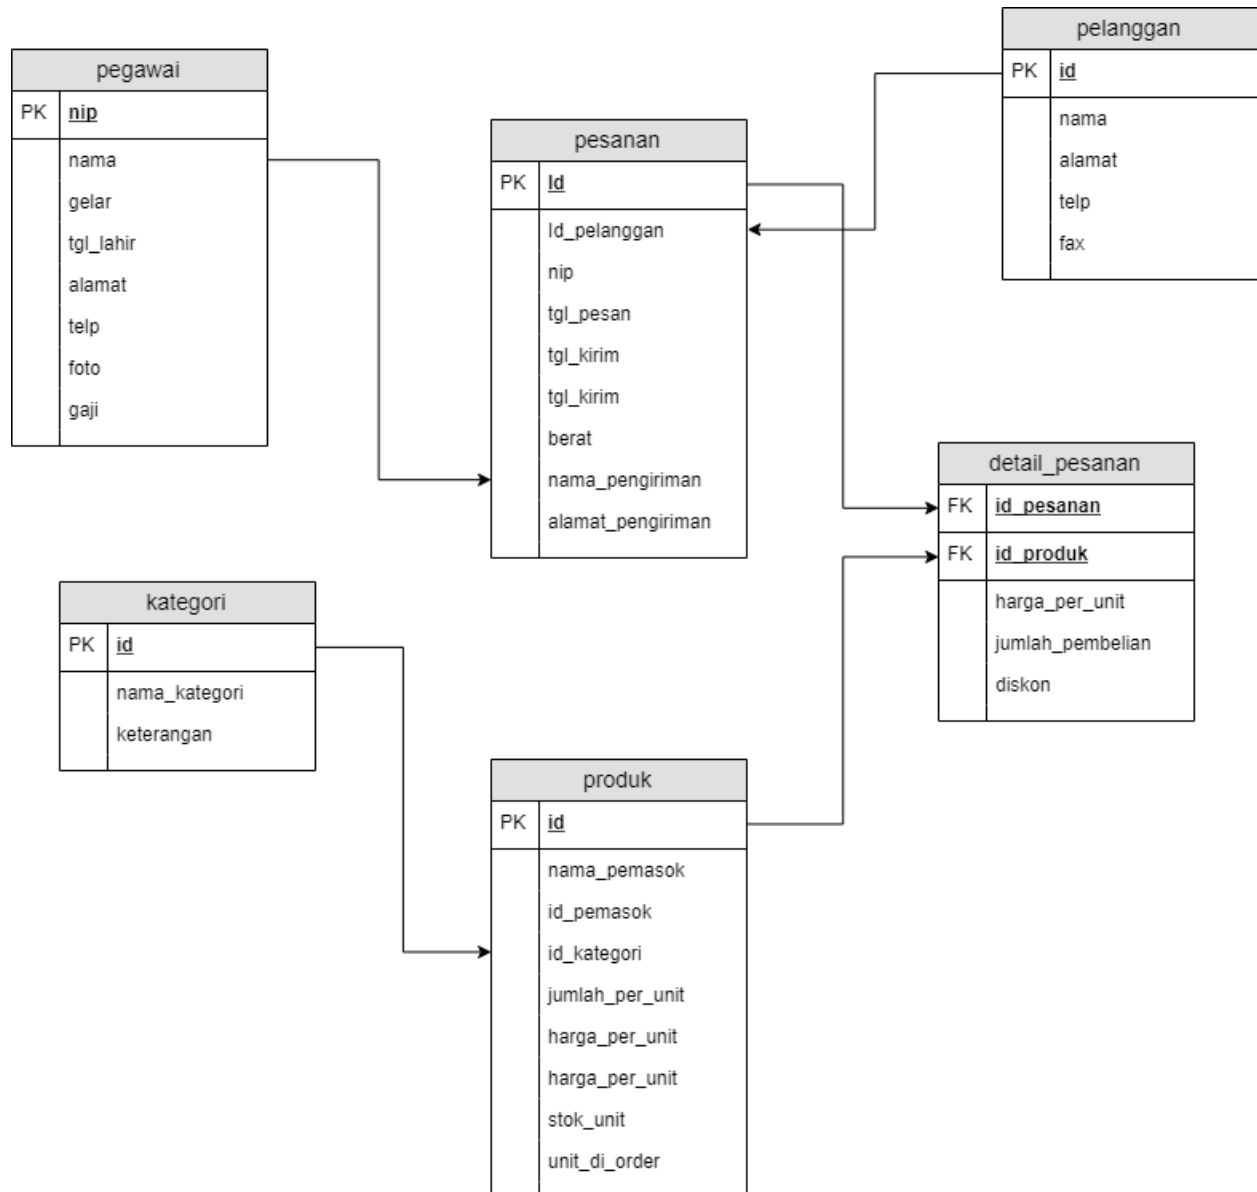 pegawai
PK nip
nama
gelar
tgl_lahir
alamat
telp
foto
gaji
pesanan
PK Id
Id_pelanggan
nip
tgl_pesan
tgl_kirim
tgl_kirim
berat
nama_pengiriman
alamat_pengiriman
pelanggan
PK id
nama
alamat
telp
fax
detail_pesanan
FK id_pesanan
FK id_produk
harga_per_unit
jumlah_pembelian
diskon
kategori
PK id
nama_kategori
keterangan
produk
PK id
nama_pemasok
id_pemasok
id_kategori
jumlah_per_unit
harga_per_unit
harga_per_unit
stok_unit
unit_di_order